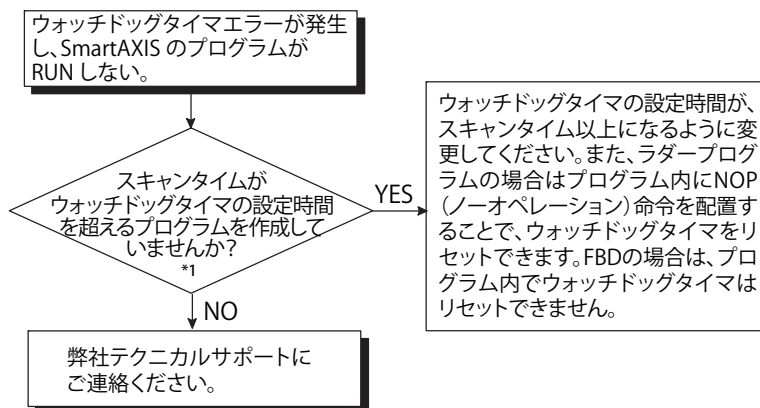 ウォッチドッグタイマエラーが発生
し、SmartAXIS のプログラムが
RUN しない。
スキャンタイムが
ウォッチドッグタイマの設定時間
を超えるプログラムを作成して
いませんか？
*1
YES
ウォッチドッグタイマの設定時間が、
スキャンタイム以上になるように変
更してください。また、ラダープログ
ラムの場合はプログラム内にNOP
（ノーオペレーション）命令を配置す
ることで、ウォッチドッグタイマをリ
セットできます。FBDの場合は、プロ
グラム内でウォッチドッグタイマは
リセットできません。
NO
弊社テクニカルサポートに
ご連絡ください。